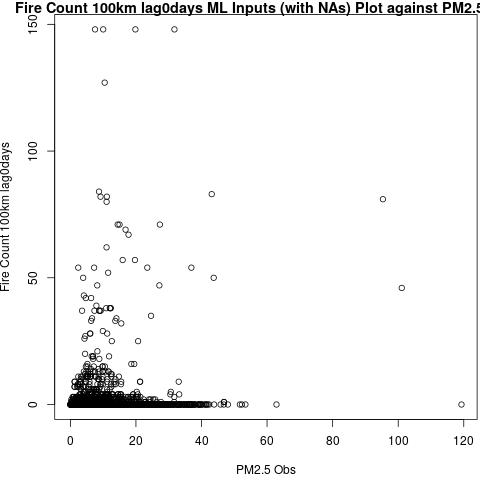 Fire Count 100km lag0days ML Inputs (with NAs) Plot against PM2.5
150
100
50
0
Fire Count 100km lag0days
0 20 40 60 80 100 120
PM2.5 Obs